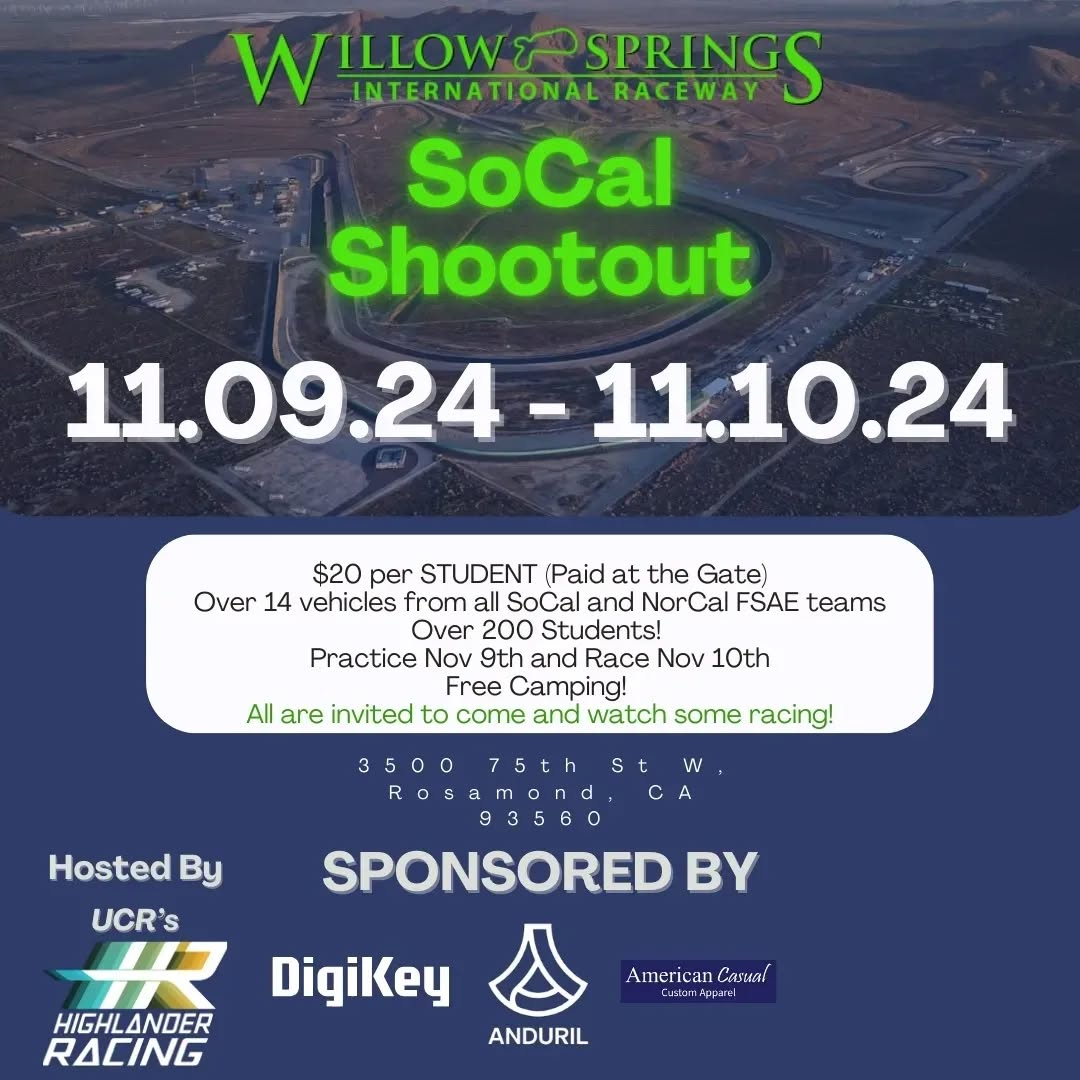 WILLOW SPRINGS
INTERNATIONAL RACEWAY
SoCal
Shootout
11.09.24 - 11.10.24
$20 per STUDENT (Paid at the Gate)
Over 14 vehicles from all SoCal and NorCal FSAE teams
Over 200 Students!
Practice Nov 9th and Race Nov 10th
Free Camping!
All are invited to come and watch some racing!
3500 75th St W,
Rosamond, CA
93560
Hosted By
UCR's
HR
HIGHLANDER
RACING
SPONSORED BY
DigiKey
ANDURIL
American Casual
Custom Apparel